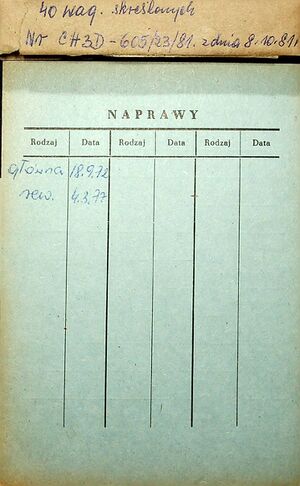 40 wag. skreślonych
Nr CH3D-605/23/81. z dnia 8.10.81r
NAPRAWY
Rodzaj Data Rodzaj Data Rodzaj Data
główna 18.9.72
rew. 4.3.77